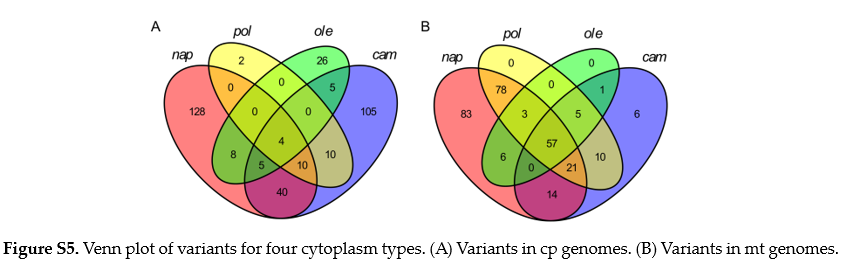 A
B
pol
ole
nap
cam
2
26
0
0
5
128
0
0
105
4
8
5
10
10
40
pol
ole
nap
cam
0
0
78
0
1
83
3
5
6
57
6
0
21
10
14
Figure S5. Venn plot of variants for four cytoplasm types. (A) Variants in cp genomes. (B) Variants in mt genomes.